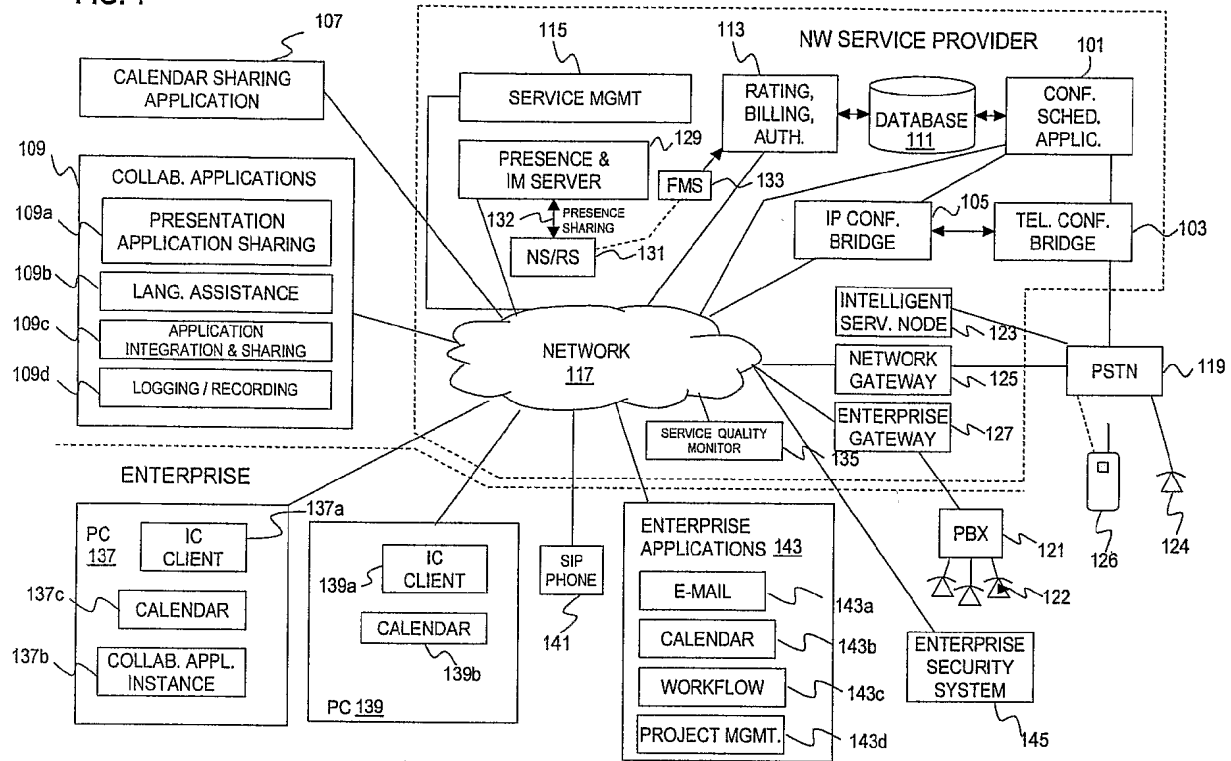 FIG. 1
107
CALENDAR SHARING
APPLICATION
109
COLLAB. APPLICATIONS
109a
PRESENTATION
APPLICATION SHARING
109b
LANG. ASSISTANCE
109c
APPLICATION
INTEGRATION & SHARING
109d
LOGGING / RECORDING
NW SERVICE PROVIDER
115
SERVICE MGMT
113
RATING,
BILLING,
AUTH.
DATABASE
111
101
CONF.
SCHED.
APPLIC.
129
PRESENCE &
IM SERVER
132
PRESENCE
SHARING
FMS
133
NS/RS
131
IP CONF.
BRIDGE
105
TEL. CONF.
BRIDGE
103
INTELLIGENT
SERV. NODE
123
NETWORK
117
NETWORK
GATEWAY
125
PSTN
119
ENTERPRISE
GATEWAY
127
SERVICE QUALITY
MONITOR
135
126
124
PBX
121
122
ENTERPRISE
PC
137
137a
IC
CLIENT
137c
CALENDAR
137b
COLLAB. APPL.
INSTANCE
139a
IC
CLIENT
CALENDAR
139b
PC 139
SIP
PHONE
141
ENTERPRISE
APPLICATIONS 143
E-MAIL
143a
CALENDAR
143b
WORKFLOW
143c
PROJECT MGMT.
143d
ENTERPRISE
SECURITY
SYSTEM
145